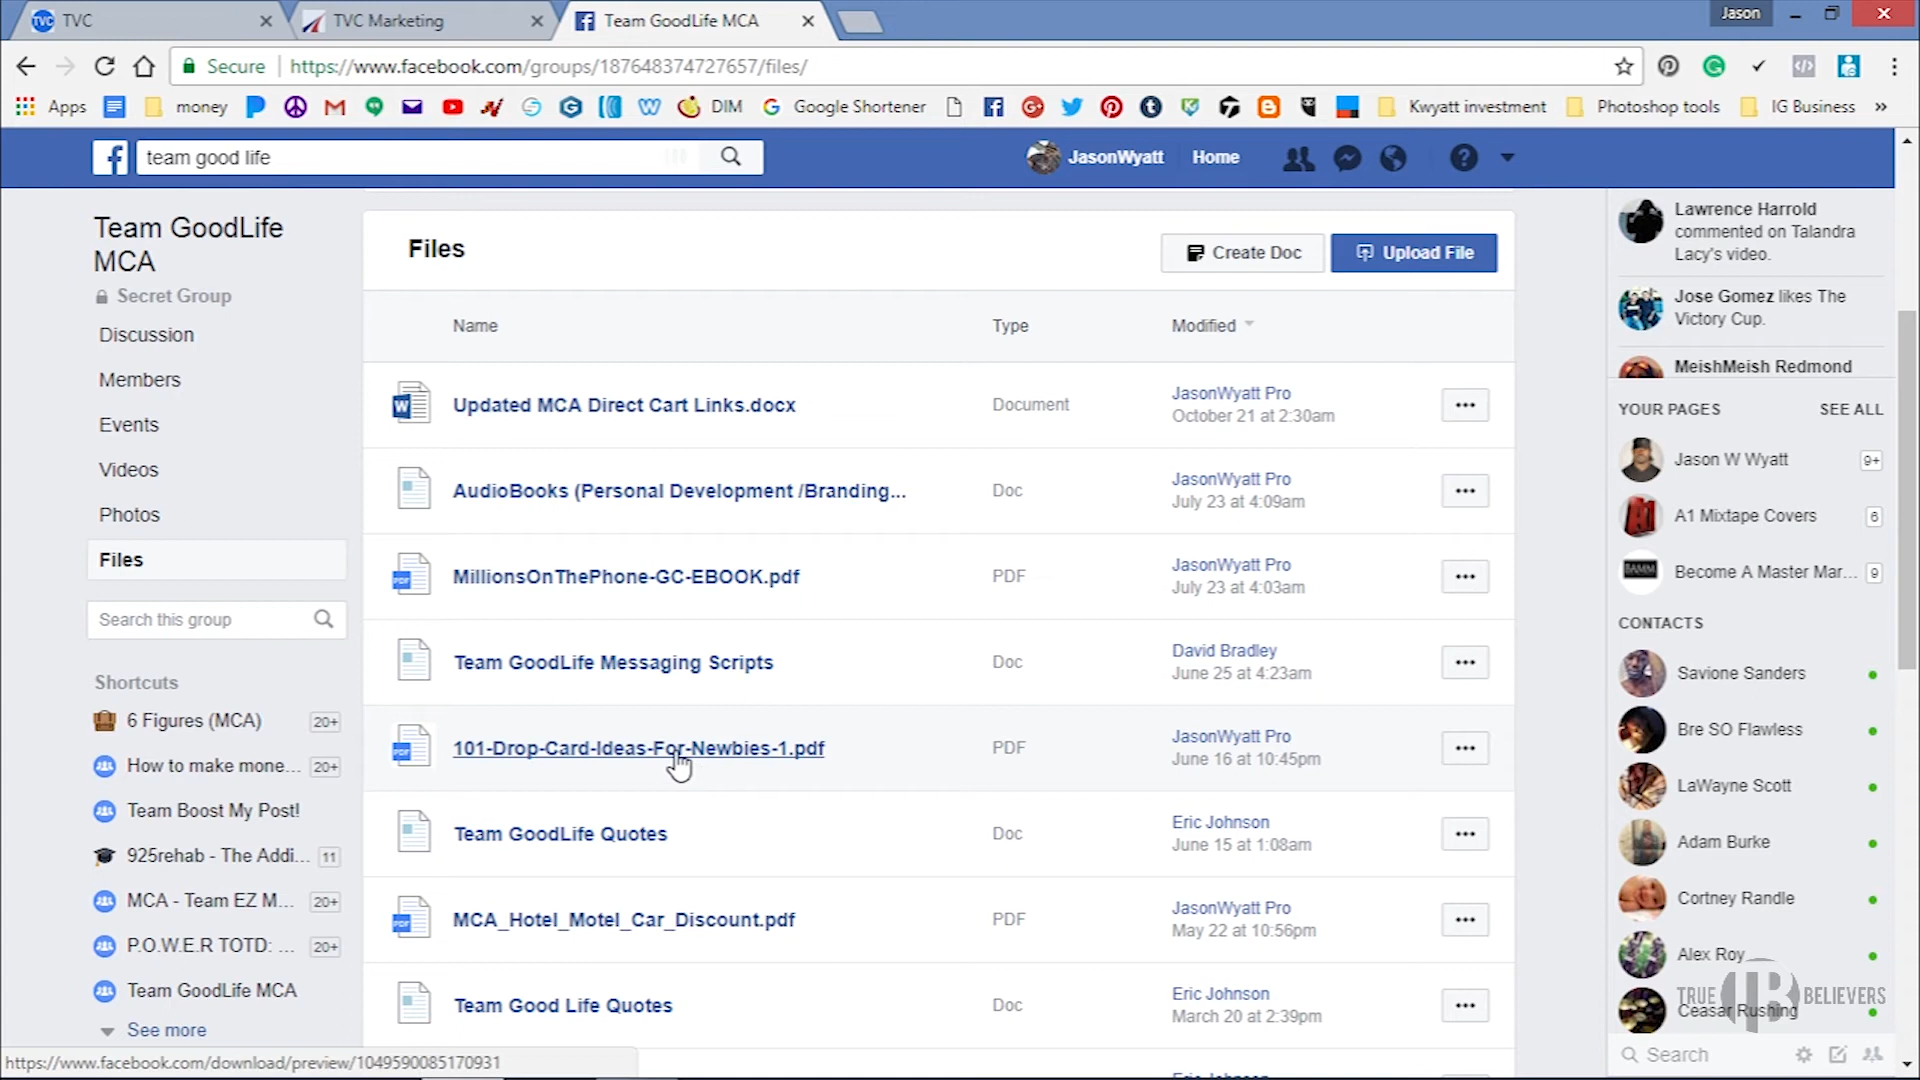 TVC
TVC Marketing
Team GoodLife MCA
Jason
Secure
https://www.facebook.com/groups/187648374727657/files/
Apps
money
DIM
Google Shortener
Kwyatt investment
Photoshop tools
IG Business
team good life
JasonWyatt
Home
Team GoodLife
MCA
Secret Group
Discussion
Members
Events
Videos
Photos
Files
Search this group
Shortcuts
6 Figures (MCA) 20+
How to make mone... 20+
Team Boost My Post!
925rehab - The Addi... 11
MCA - Team EZ M... 20+
P.O.W.E.R TOTD: ... 20+
Team GoodLife MCA
See more
https://www.facebook.com/download/preview/1049590085170931
Files
Create Doc
Upload File
Name Type Modified
Updated MCA Direct Cart Links.docx
Document
JasonWyatt Pro
October 21 at 2:30am
AudioBooks (Personal Development /Branding...
Doc
JasonWyatt Pro
July 23 at 4:09am
MillionsOnThePhone-GC-EBOOK.pdf
PDF
JasonWyatt Pro
July 23 at 4:03am
Team GoodLife Messaging Scripts
Doc
David Bradley
June 25 at 4:23am
101-Drop-Card-Ideas-For-Newbies-1.pdf
PDF
JasonWyatt Pro
June 16 at 10:45pm
Team GoodLife Quotes
Doc
Eric Johnson
June 15 at 1:08am
MCA_Hotel_Motel_Car_Discount.pdf
PDF
JasonWyatt Pro
May 22 at 10:56pm
Team Good Life Quotes
Doc
Eric Johnson
March 20 at 2:39pm
Eric Johnson
Lawrence Harrold
commented on Talandra
Lacy's video.
Jose Gomez likes The
Victory Cup.
MeishMeish Redmond
YOUR PAGES SEE ALL
Jason W Wyatt 9+
A1 Mixtape Covers 6
Become A Master Mar... 9
CONTACTS
Savione Sanders
Bre SO Flawless
LaWayne Scott
Adam Burke
Cortney Randle
Alex Roy
Ceasar Rushing
TRUE BELIEVERS
Search